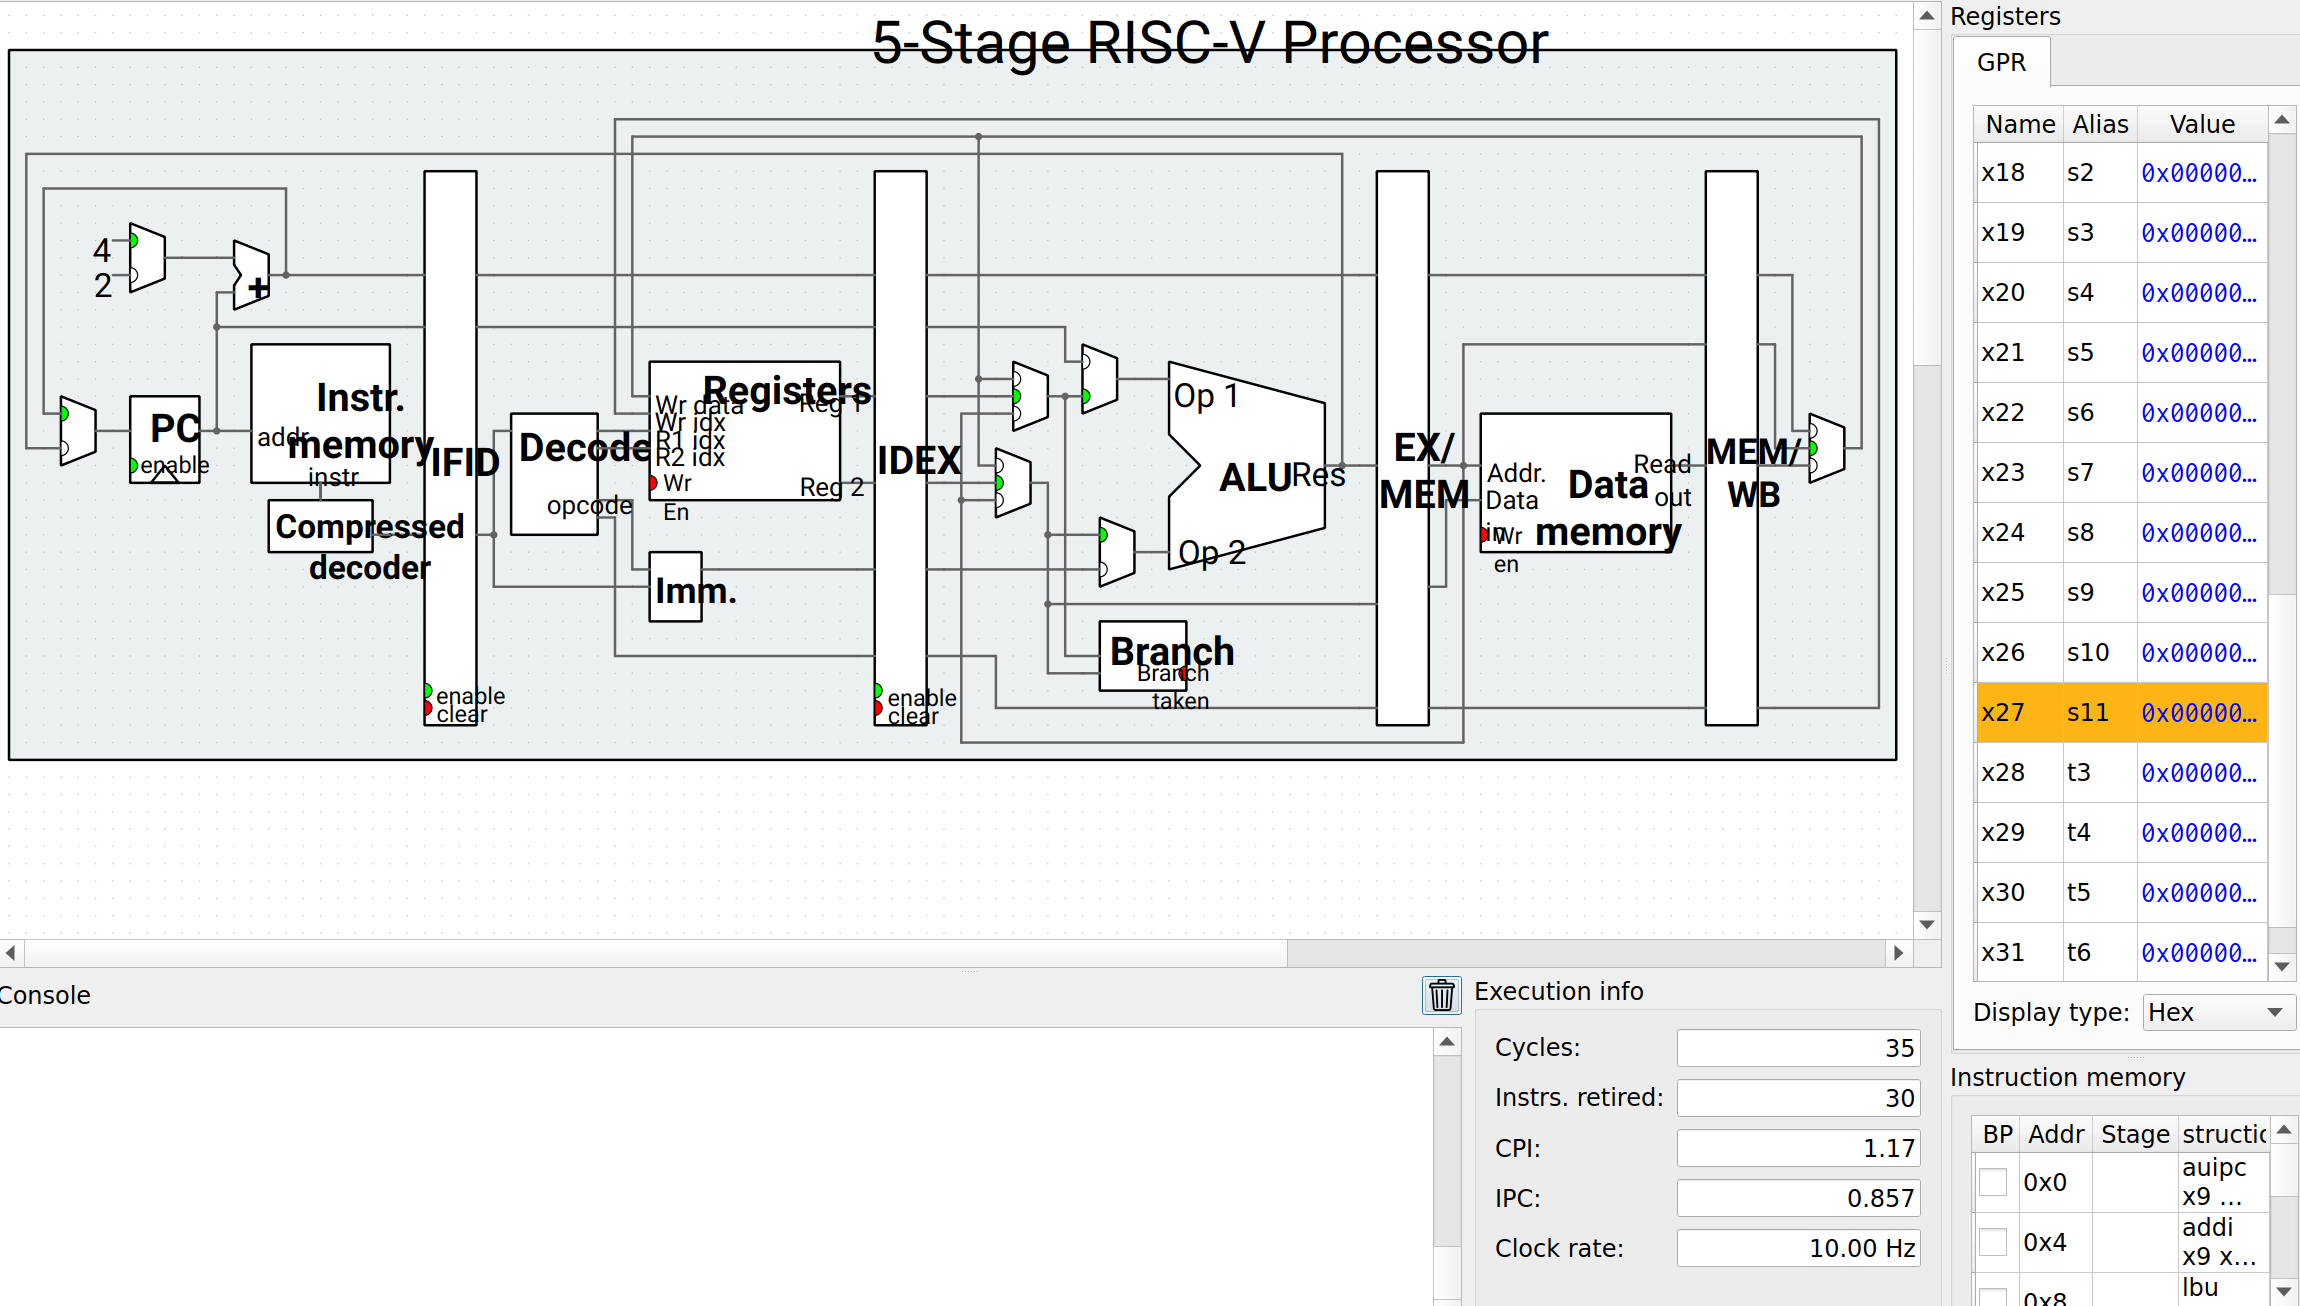 5-Stage RISC-V Processor
4
2
+
PC
enable
Instr.
memory
addr
instr
Compressed
decoder
IFID
enable
clear
Decode
opcode
Registers
Wr data
Wr idx
R1 idx
R2 idx
Wr
En
Reg 1
Reg 2
Imm.
IDEX
enable
clear
Op 1
ALU
Res
Op 2
Branch
Branch
taken
EX/
MEM
Addr.
Data
in
Wr
en
Data
memory
Read
out
MEM/
WB
Console
Execution info
Cycles: 35
Instrs. retired: 30
CPI: 1.17
IPC: 0.857
Clock rate: 10.00 Hz
Registers
GPR
Name Alias Value
x18 s2 0x00000...
x19 s3 0x00000...
x20 s4 0x00000...
x21 s5 0x00000...
x22 s6 0x00000...
x23 s7 0x00000...
x24 s8 0x00000...
x25 s9 0x00000...
x26 s10 0x00000...
x27 s11 0x00000...
x28 t3 0x00000...
x29 t4 0x00000...
x30 t5 0x00000...
x31 t6 0x00000...
Display type: Hex
Instruction memory
BP Addr Stage structic
0x0 auipc
x9 ...
0x4 addi
x9 x...
0x8 lbu